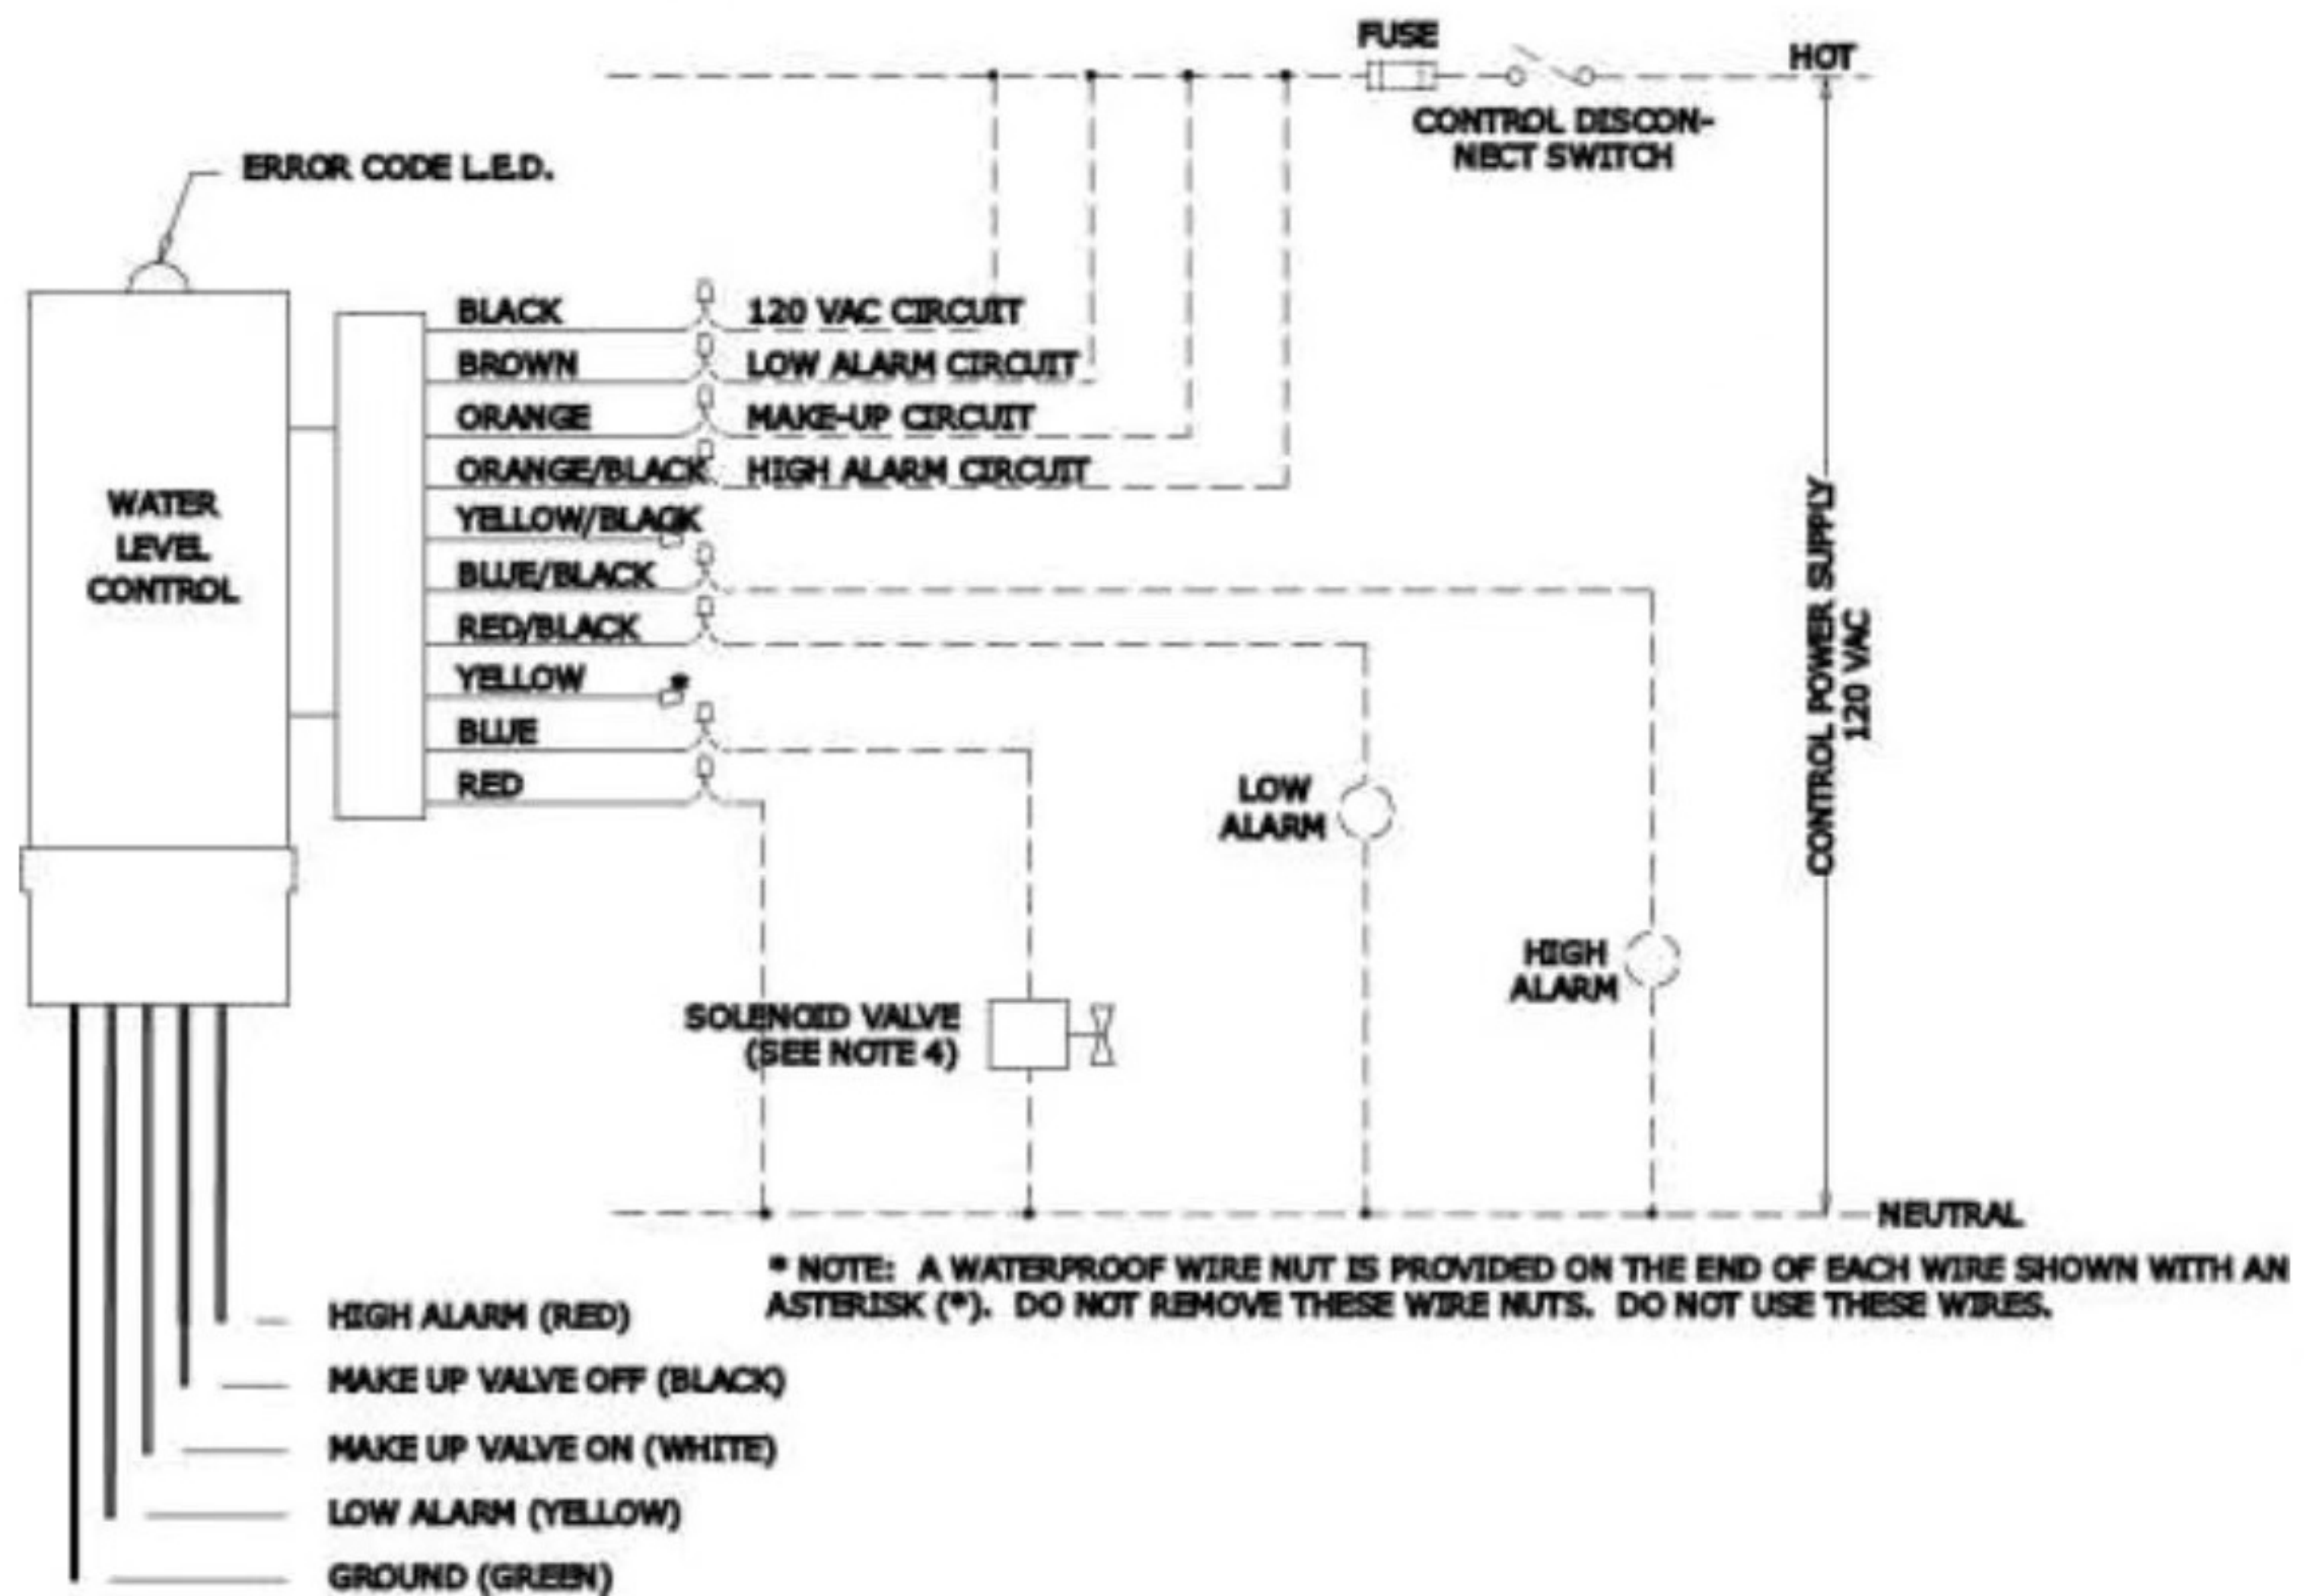 FUSE
HOT
CONTROL DISCON-
NECT SWITCH
ERROR CODE L.E.D.
BLACK 120 VAC CIRCUIT
BROWN LOW ALARM CIRCUIT
ORANGE MAKE-UP CIRCUIT
ORANGE/BLACK HIGH ALARM CIRCUIT
YELLOW/BLACK
BLUE/BLACK
RED/BLACK
YELLOW *
BLUE
RED
WATER
LEVEL
CONTROL
CONTROL POWER SUPPLY
120 VAC
LOW
ALARM
HIGH
ALARM
SOLENOID VALVE
(SEE NOTE 4)
NEUTRAL
* NOTE: A WATERPROOF WIRE NUT IS PROVIDED ON THE END OF EACH WIRE SHOWN WITH AN
ASTERISK (*). DO NOT REMOVE THESE WIRE NUTS. DO NOT USE THESE WIRES.
HIGH ALARM (RED)
MAKE UP VALVE OFF (BLACK)
MAKE UP VALVE ON (WHITE)
LOW ALARM (YELLOW)
GROUND (GREEN)